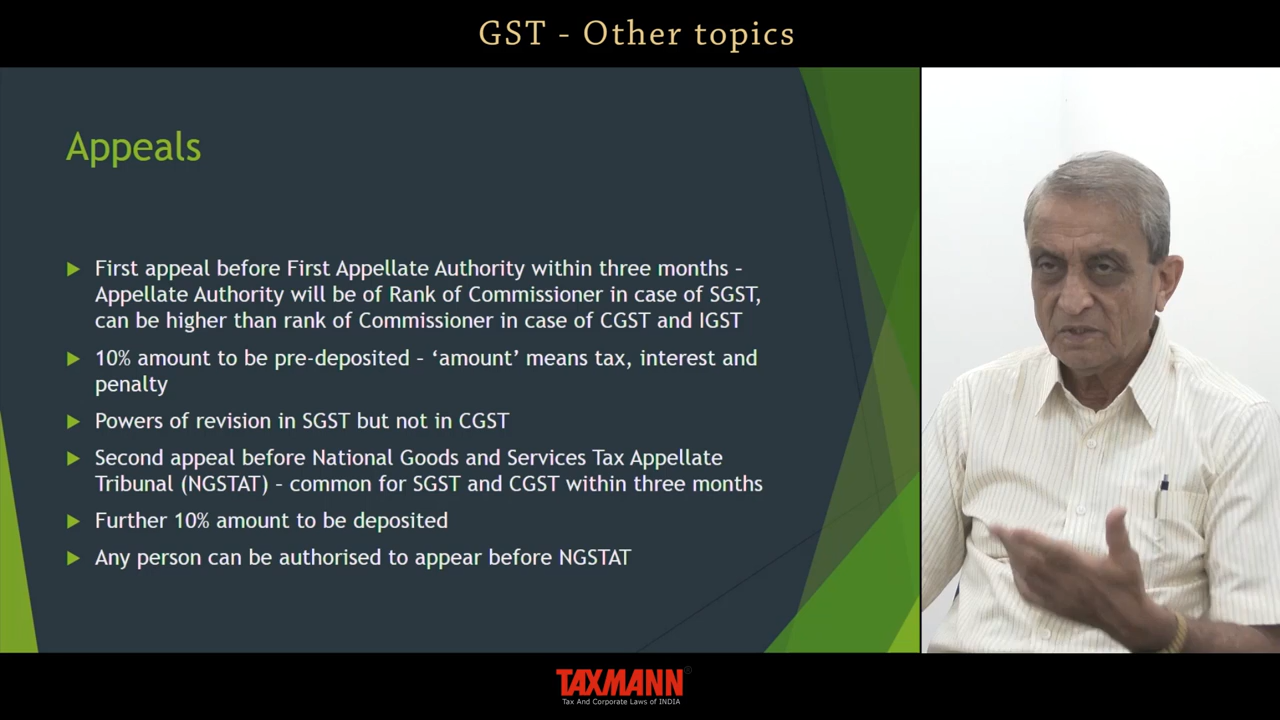 GST - Other topics
Appeals
First appeal before First Appellate Authority within three months –
Appellate Authority will be of Rank of Commissioner in case of SGST,
can be higher than rank of Commissioner in case of CGST and IGST
10% amount to be pre-deposited – ‘amount’ means tax, interest and
penalty
Powers of revision in SGST but not in CGST
Second appeal before National Goods and Services Tax Appellate
Tribunal (NGSTAT) – common for SGST and CGST within three months
Further 10% amount to be deposited
Any person can be authorised to appear before NGSTAT
TAXMANN®
Tax And Corporate Laws of INDIA